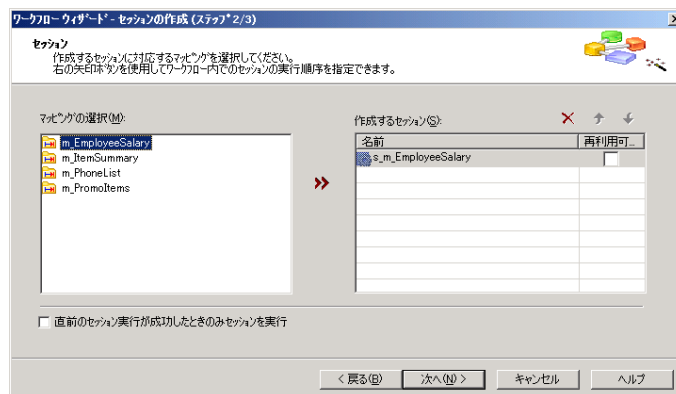 ワークフロー ウィザード - セッションの作成 (ステップ 2/3)
セッション
作成するセッションに対応するマッピングを選択してください。
右の矢印ボタンを使用してワークフロー内でのセッションの実行順序を指定できます。
マッピングの選択(M):
作成するセッション(S):
名前
再利用可_
m_EmployeeSalary
m_ItemSummary
m_PhoneList
m_PromoItems
s_m_EmployeeSalary
直前のセッション実行が成功したときのみセッションを実行
< 戻る(B)
次へ(N) >
キャンセル
ヘルプ